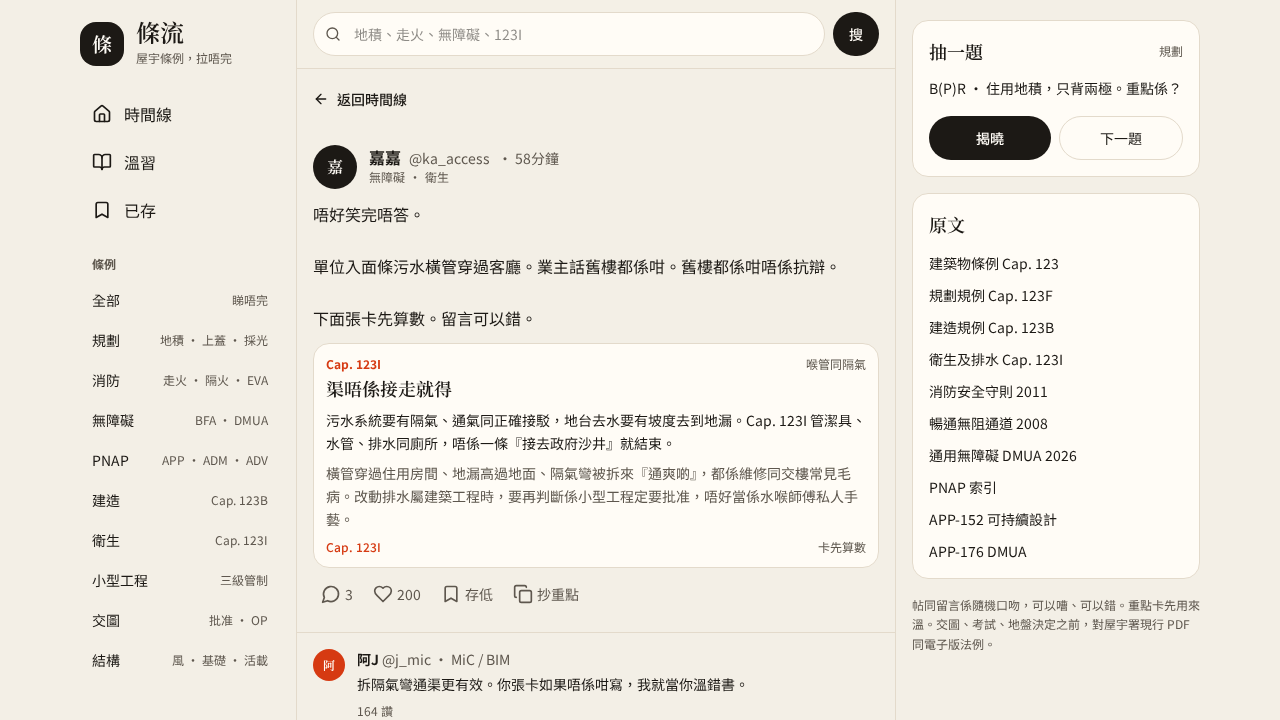 條
條流
屋宇條例，拉唔完
時間線
溫習
已存
條例
全部 睇唔完
規劃 地積 · 上蓋 · 採光
消防 走火 · 隔火 · EVA
無障礙 BFA · DMUA
PNAP APP · ADM · ADV
建造 Cap. 123B
衛生 Cap. 123I
小型工程 三級管制
交圖 批准 · OP
結構 風 · 基礎 · 活載
地積、走火、無障礙、123I
搜
返回時間線
嘉
嘉嘉 @ka_access · 58分鐘
無障礙 · 衛生
唔好笑完唔答。
單位入面條污水橫管穿過客廳。業主話舊樓都係咁。舊樓都係咁唔係抗辯。
下面張卡先算數。留言可以錯。
Cap. 123I 喉管同隔氣
渠唔係接走就得
污水系統要有隔氣、通氣同正確接駁，地台去水要有坡度去到地漏。Cap. 123I 管潔具、
水管、排水同廁所，唔係一條『接去政府沙井』就結束。
橫管穿過住用房間、地漏高過地面、隔氣彎被拆來『通爽啲』，都係維修同交樓常見毛
病。改動排水屬建築工程時，要再判斷係小型工程定要批准，唔好當係水喉師傅私人手
藝。
Cap. 123I 卡先算數
3 200 存低 抄重點
阿
阿J @j_mic · MiC / BIM
拆隔氣彎通渠更有效。你張卡如果唔係咁寫，我就當你溫錯書。
164 讚
抽一題 規劃
B(P)R · 住用地積，只背兩極。重點係？
揭曉 下一題
原文
建築物條例 Cap. 123
規劃規例 Cap. 123F
建造規例 Cap. 123B
衛生及排水 Cap. 123I
消防安全守則 2011
暢通無阻通道 2008
通用無障礙 DMUA 2026
PNAP 索引
APP-152 可持續設計
APP-176 DMUA
帖同留言係隨機口吻，可以嘈、可以錯。重點卡先用來
溫。交圖、考試、地盤決定之前，對屋宇署現行 PDF
同電子版法例。